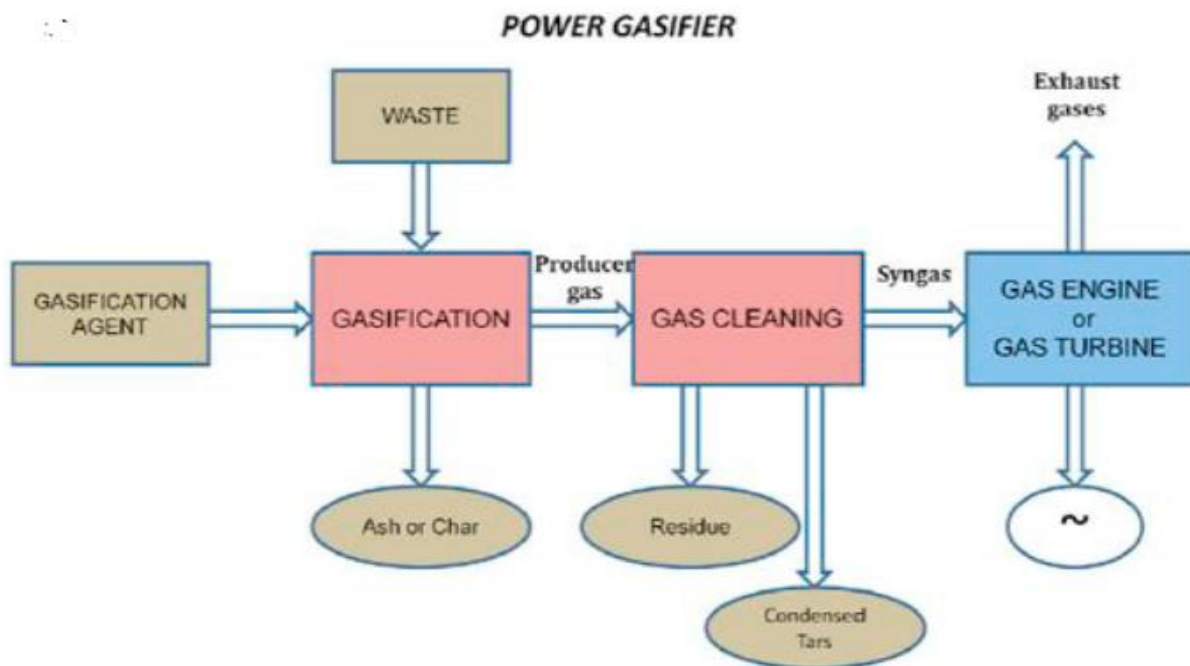 POWER GASIFIER
WASTE
Exhaust
gases
GASIFICATION
AGENT
GASIFICATION
Producer
gas
GAS CLEANING
Syngas
GAS ENGINE
or
GAS TURBINE
Ash or Char
Residue
~
Condensed
Tars